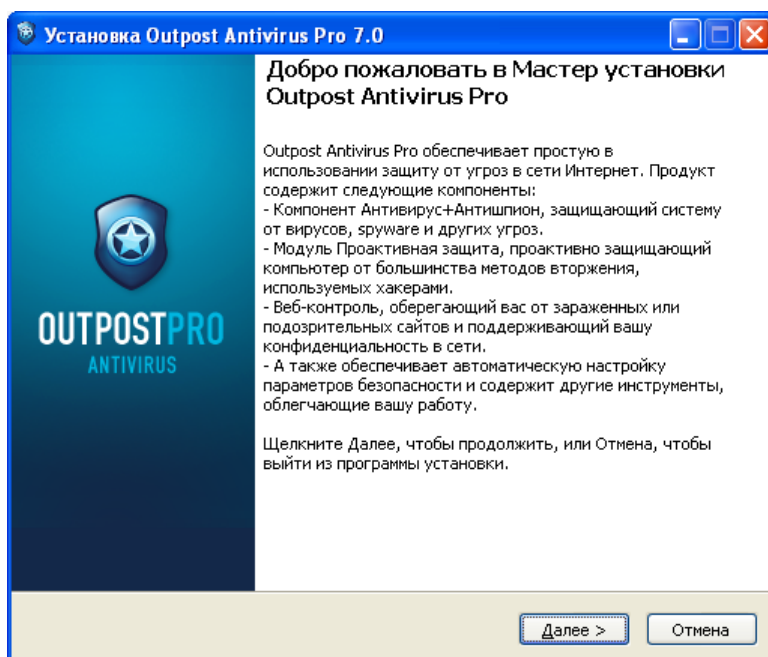 Установка Outpost Antivirus Pro 7.0
Добро пожаловать в Мастер установки
Outpost Antivirus Pro
Outpost Antivirus Pro обеспечивает простую в
использовании защиту от угроз в сети Интернет. Продукт
содержит следующие компоненты:
- Компонент Антивирус+Антишпион, защищающий систему
от вирусов, spyware и других угроз.
- Модуль Проактивная защита, проактивно защищающий
компьютер от большинства методов вторжения,
используемых хакерами.
- Веб-контроль, оберегающий вас от зараженных или
подозрительных сайтов и поддерживающий вашу
конфиденциальность в сети.
- А также обеспечивает автоматическую настройку
параметров безопасности и содержит другие инструменты,
облегчающие вашу работу.
Щелкните Далее, чтобы продолжить, или Отмена, чтобы
выйти из программы установки.
OUTPOSTPRO
ANTIVIRUS
Далее >
Отмена